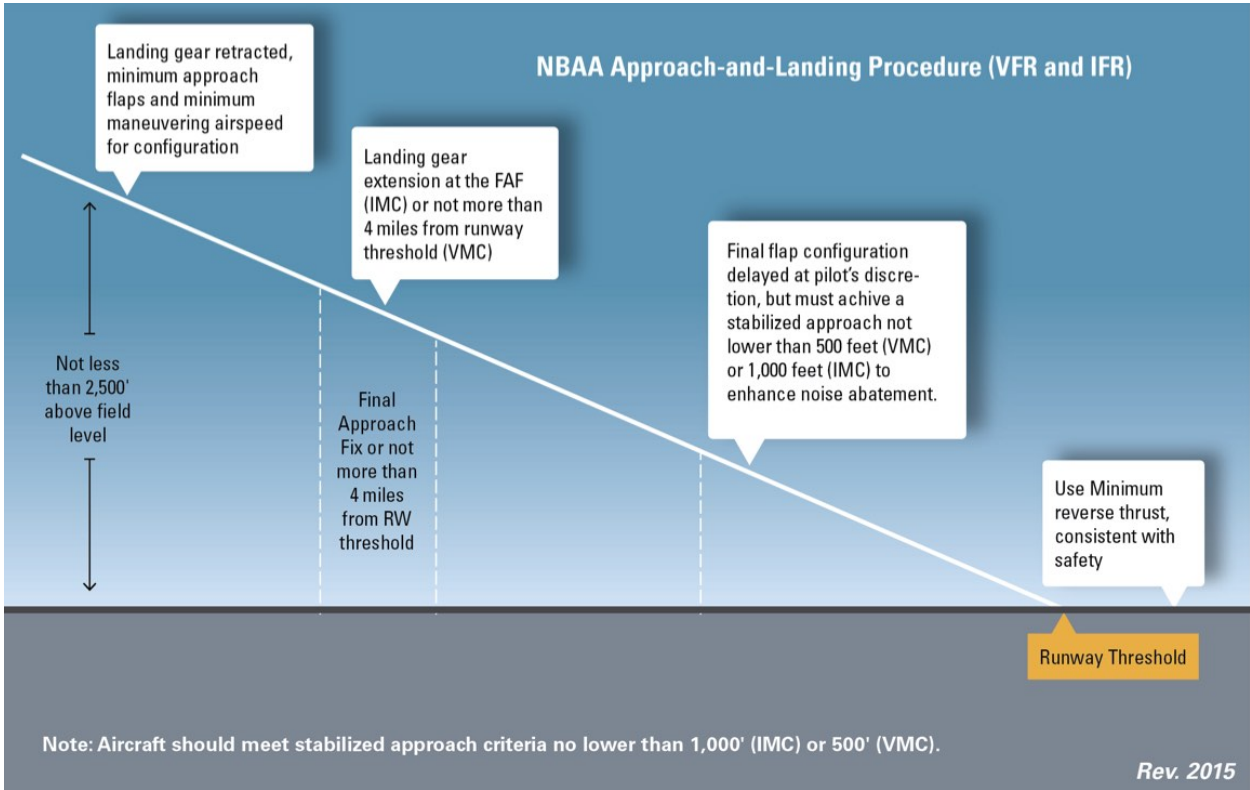 NBAA Approach-and-Landing Procedure (VFR and IFR)
Landing gear retracted,
minimum approach
flaps and minimum
maneuvering airspeed
for configuration
Landing gear
extension at the FAF
(IMC) or not more than
4 miles from runway
threshold (VMC)
Final flap configuration
delayed at pilot's discre-
tion, but must achive a
stabilized approach not
lower than 500 feet (VMC)
or 1,000 feet (IMC) to
enhance noise abatement.
Not less
than 2,500'
above field
level
Final
Approach
Fix or not
more than
4 miles
from RW
threshold
Use Minimum
reverse thrust,
consistent with
safety
Runway Threshold
Note: Aircraft should meet stabilized approach criteria no lower than 1,000' (IMC) or 500' (VMC).
Rev. 2015